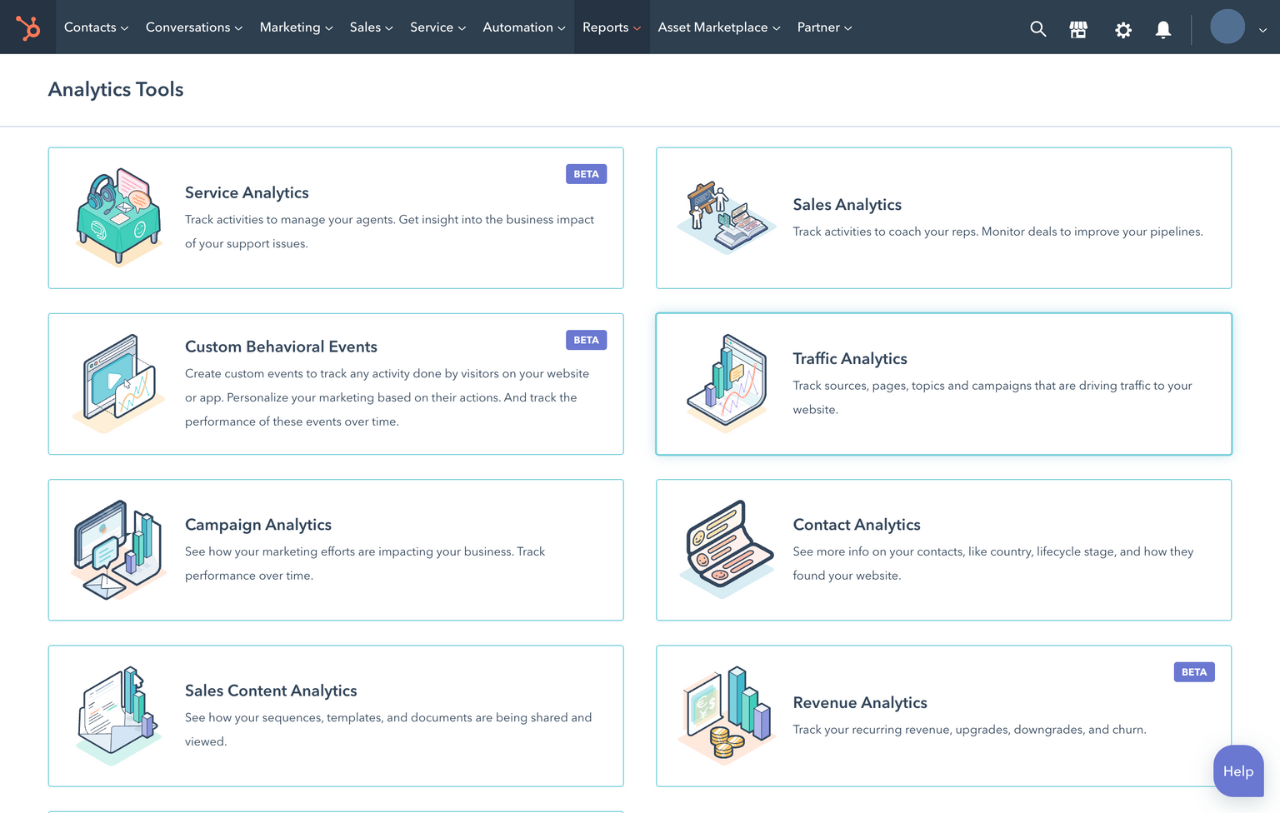 Contacts Conversations Marketing Sales Service Automation Reports Asset Marketplace Partner
Analytics Tools
BETA
Service Analytics
Track activities to manage your agents. Get insight into the business impact
of your support issues.
Sales Analytics
Track activities to coach your reps. Monitor deals to improve your pipelines.
BETA
Custom Behavioral Events
Create custom events to track any activity done by visitors on your website
or app. Personalize your marketing based on their actions. And track the
performance of these events over time.
Traffic Analytics
Track sources, pages, topics and campaigns that are driving traffic to your
website.
Campaign Analytics
See how your marketing efforts are impacting your business. Track
performance over time.
Contact Analytics
See more info on your contacts, like country, lifecycle stage, and how they
found your website.
Sales Content Analytics
See how your sequences, templates, and documents are being shared and
viewed.
BETA
Revenue Analytics
Track your recurring revenue, upgrades, downgrades, and churn.
Help